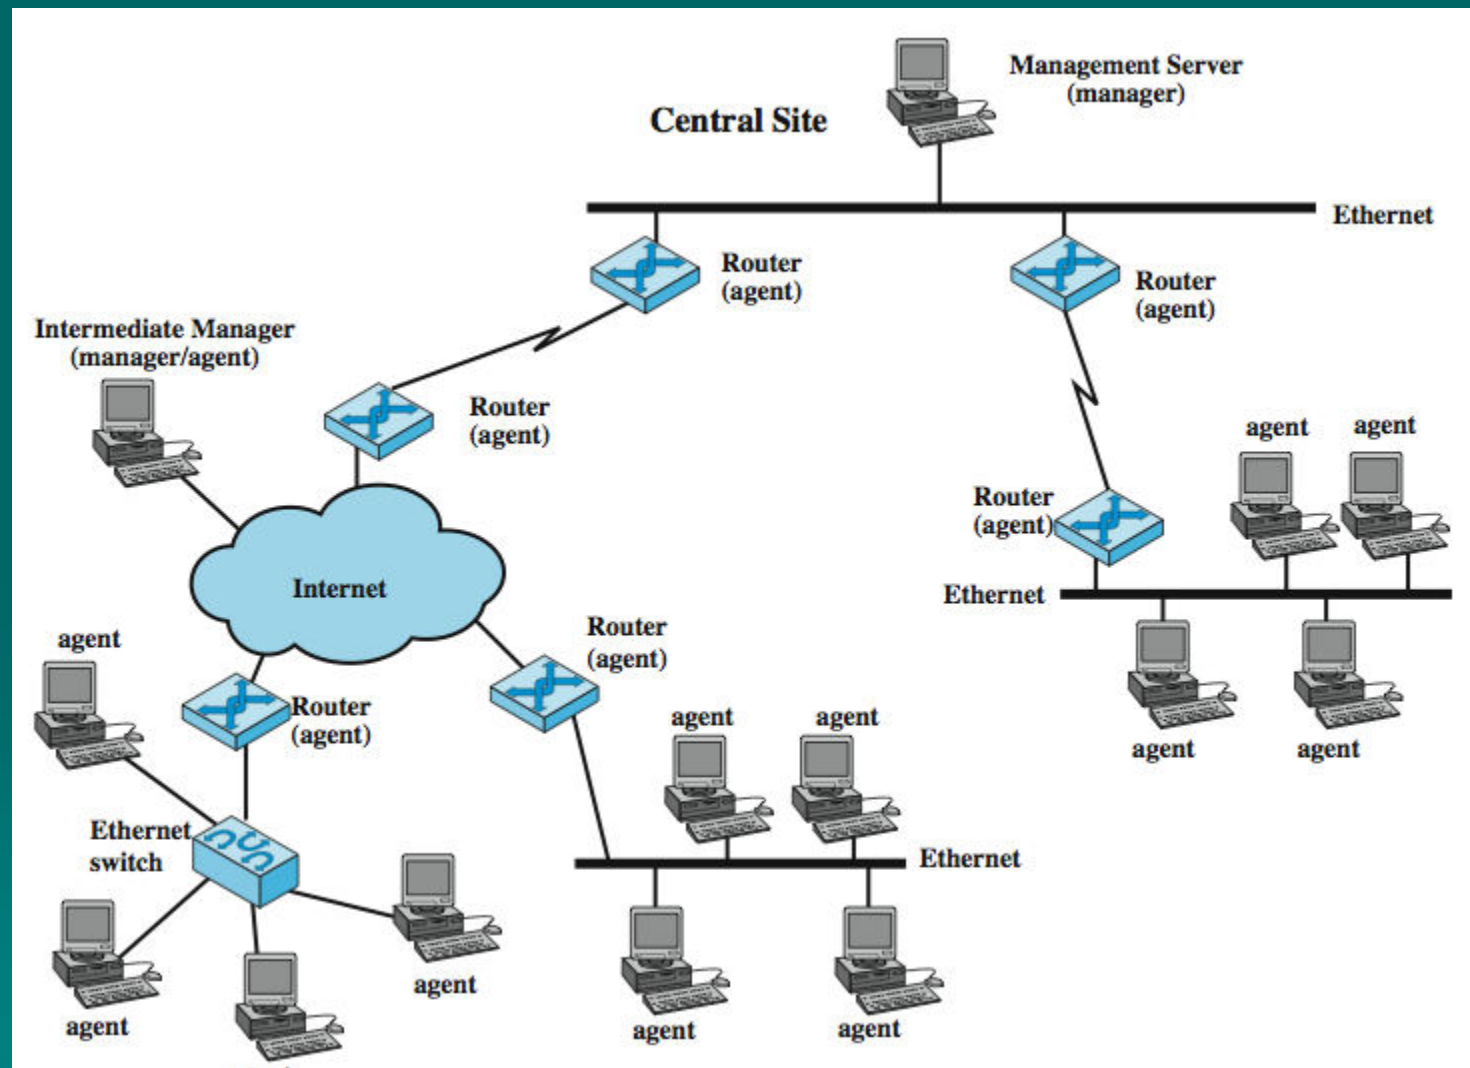 Management Server
(manager)
Central Site
Ethernet
Router
(agent)
Router
(agent)
Intermediate Manager
(manager/agent)
Router
(agent)
agent
agent
Router
(agent)
Ethernet
Internet
agent
agent
agent
Router
(agent)
Router
(agent)
agent
agent
Ethernet
switch
Ethernet
agent
agent
agent
agent